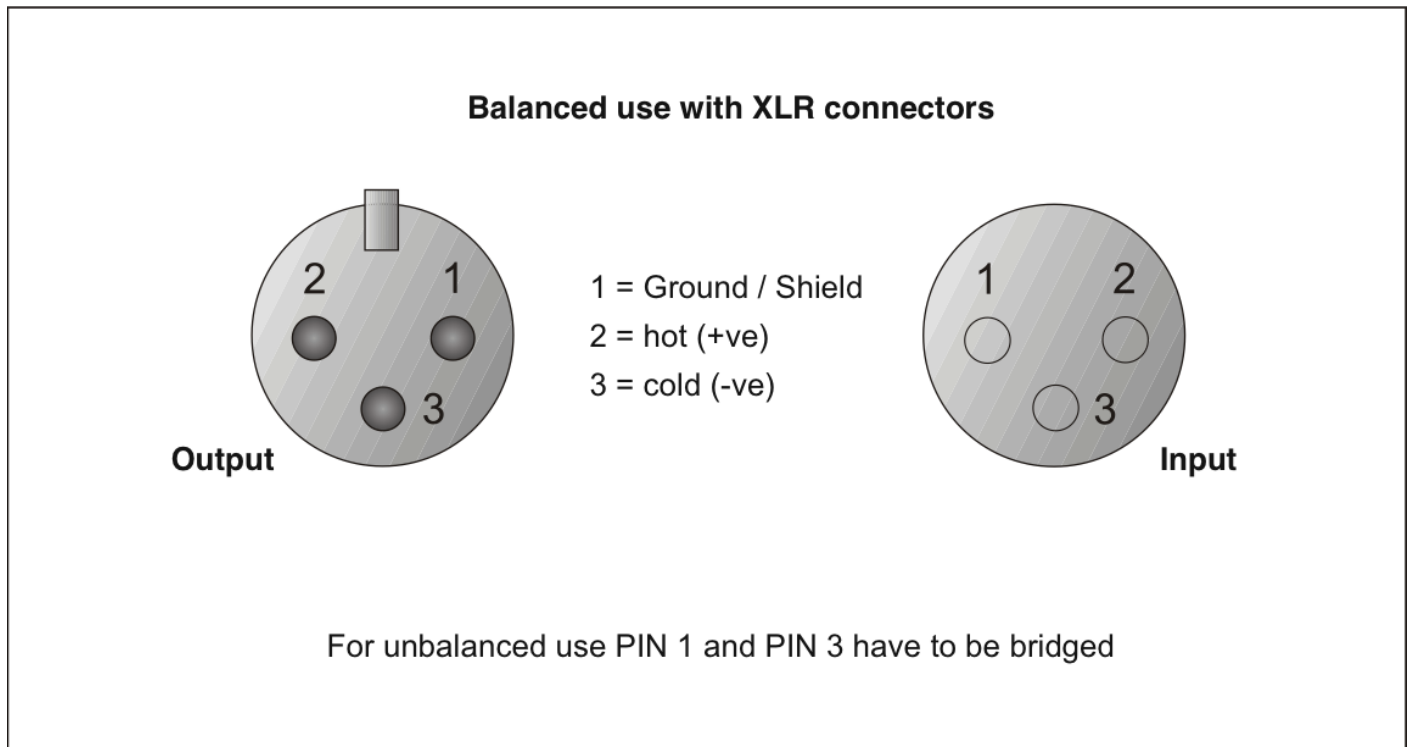 Balanced use with XLR connectors
2 1
3
Output
1 = Ground / Shield
2 = hot (+ve)
3 = cold (-ve)
1 2
3
Input
For unbalanced use PIN 1 and PIN 3 have to be bridged